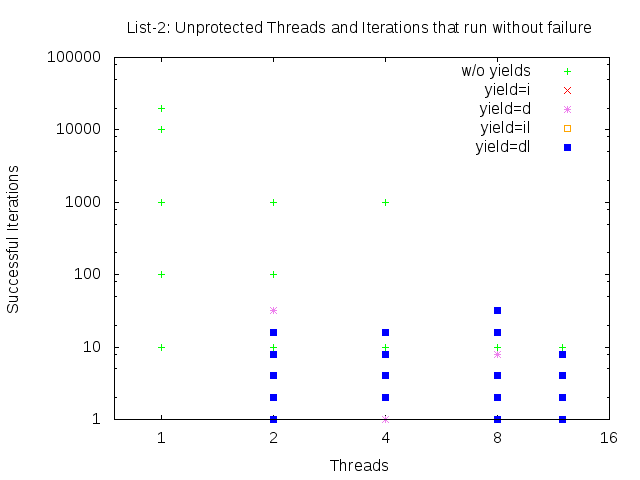 List-2: Unprotected Threads and Iterations that run without failure
100000
10000
1000
100
10
1
Successful Iterations
w/o yields
yield=i
yield=d
yield=il
yield=dl
1 2 4 8 16
Threads